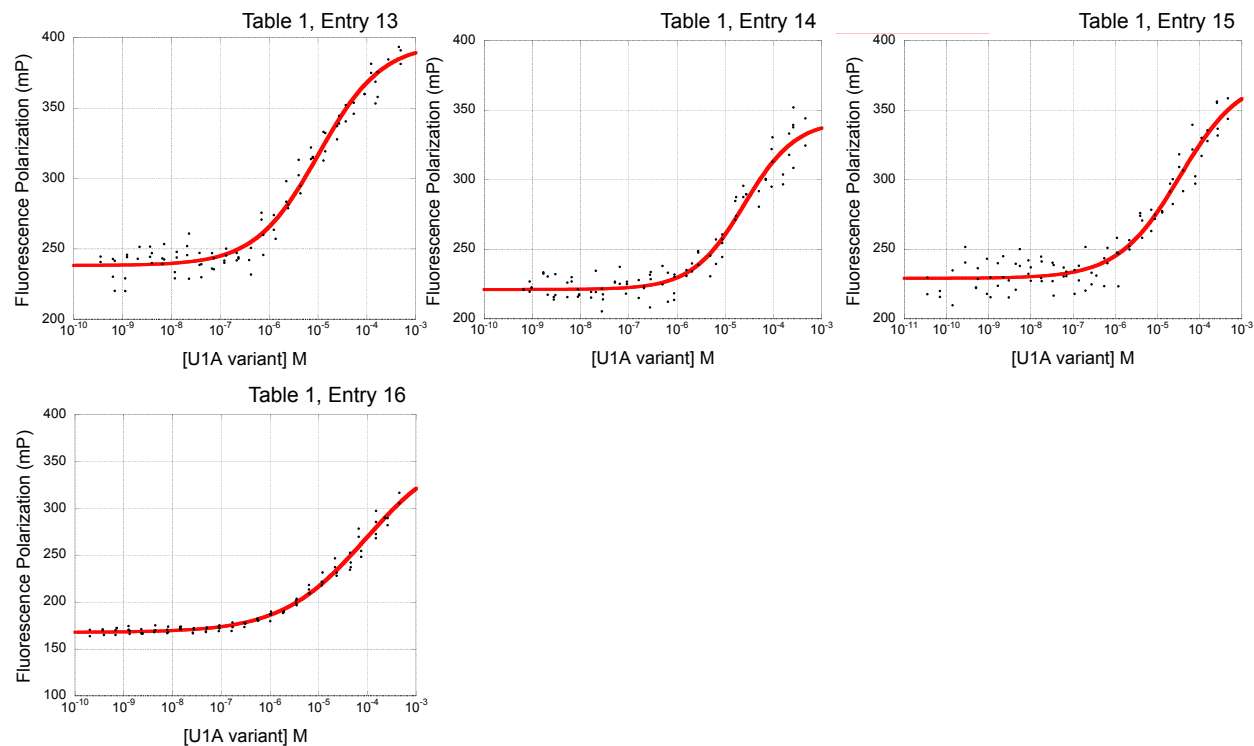 Table 1, Entry 13
Fluorescence Polarization (mP)
400
350
300
250
200
10-10 10-9 10-8 10-7 10-6 10-5 10-4 10-3
[U1A variant] M
Table 1, Entry 14
Fluorescence Polarization (mP)
400
350
300
250
200
10-10 10-9 10-8 10-7 10-6 10-5 10-4 10-3
[U1A variant] M
Table 1, Entry 15
Fluorescence Polarization (mP)
400
350
300
250
200
10-11 10-10 10-9 10-8 10-7 10-6 10-5 10-4 10-3
[U1A variant] M
Table 1, Entry 16
Fluorescence Polarization (mP)
400
350
300
250
200
150
100
10-10 10-9 10-8 10-7 10-6 10-5 10-4 10-3
[U1A variant] M